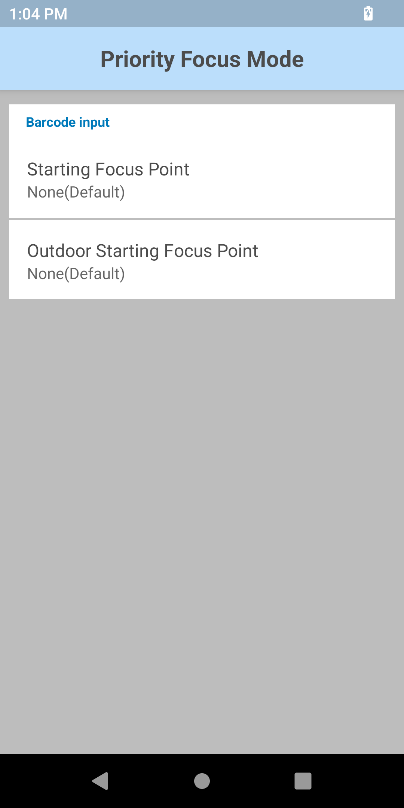 1:04 PM
Priority Focus Mode
Barcode input
Starting Focus Point
None(Default)
Outdoor Starting Focus Point
None(Default)